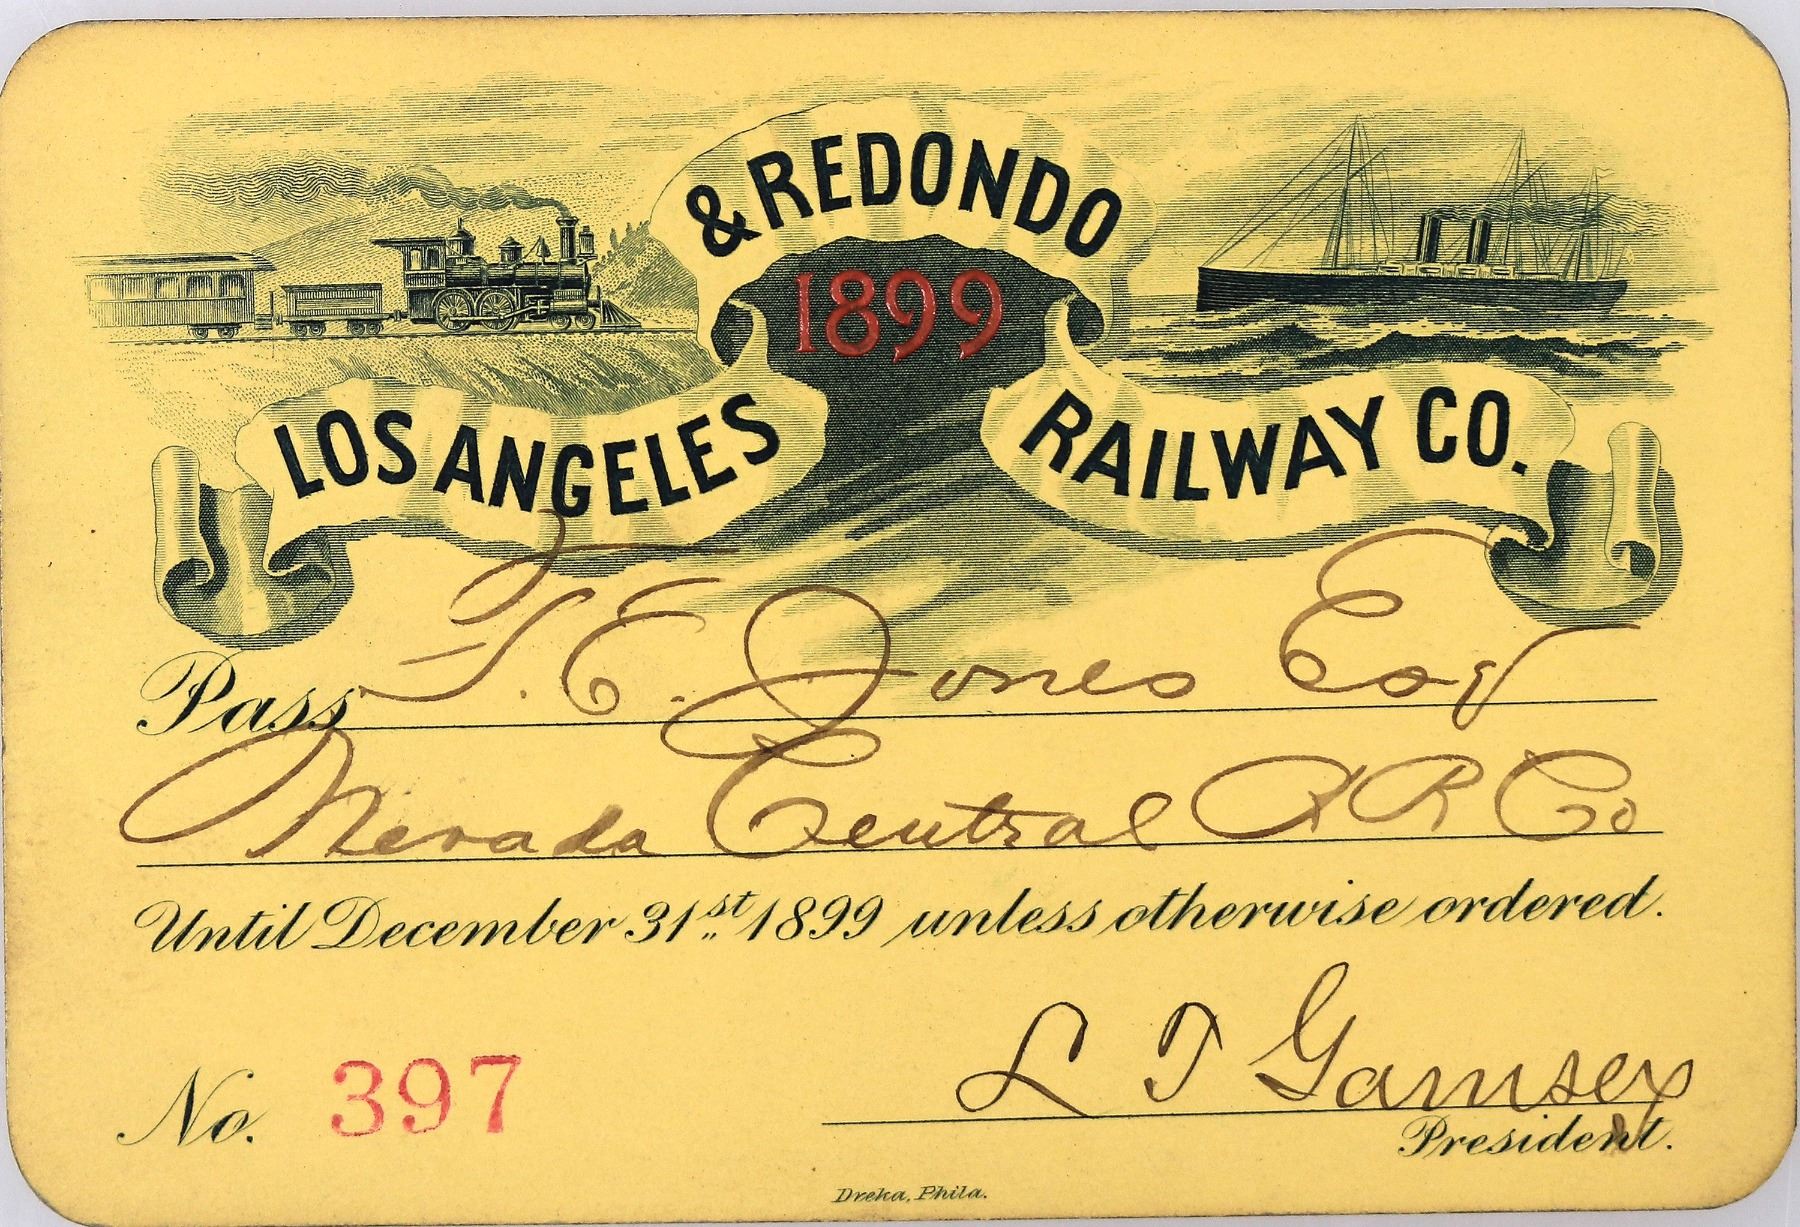 & REDONDO
1899
LOS ANGELES RAILWAY CO.
Pass F. E. Jones Esq
Nevada Central RR Co
Until December 31st 1899 unless otherwise ordered.
No. 397
L T Garnsey
President.
Dreka, Phila.